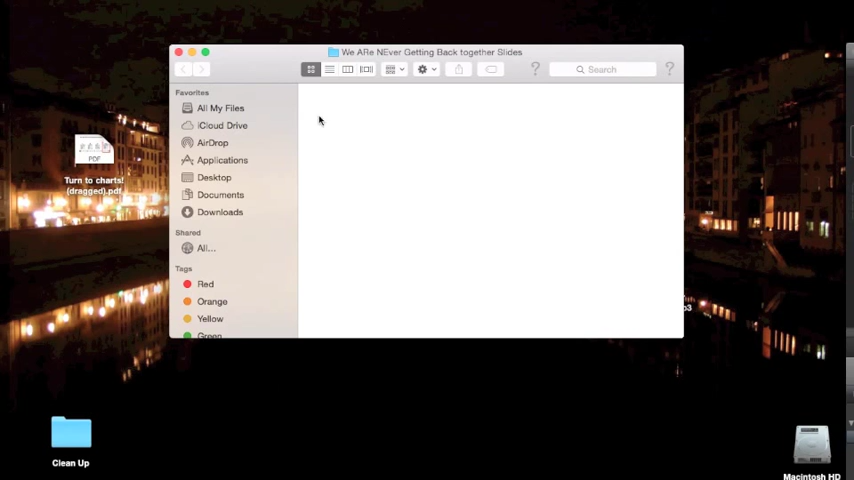 We ARe NEver Getting Back together Slides
Search
Favorites
All My Files
iCloud Drive
AirDrop
Applications
Desktop
Documents
Downloads
Shared
All...
Tags
Red
Orange
Yellow
Green
PDF
Turn to charts!
(dragged).pdf
p3
Clean Up
Macintosh HD